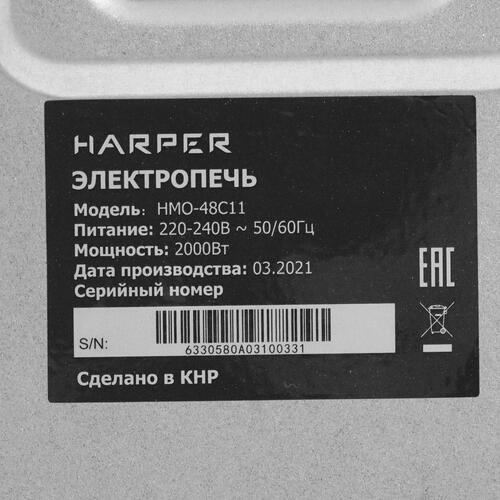 HARPER
ЭЛЕКТРОПЕЧЬ
Модель: HMO-48C11
Питание: 220-240В ~ 50/60Гц
Мощность: 2000Вт
Дата производства: 03.2021
Серийный номер
EAC
S/N:
6330580A03100331
Сделано в КНР